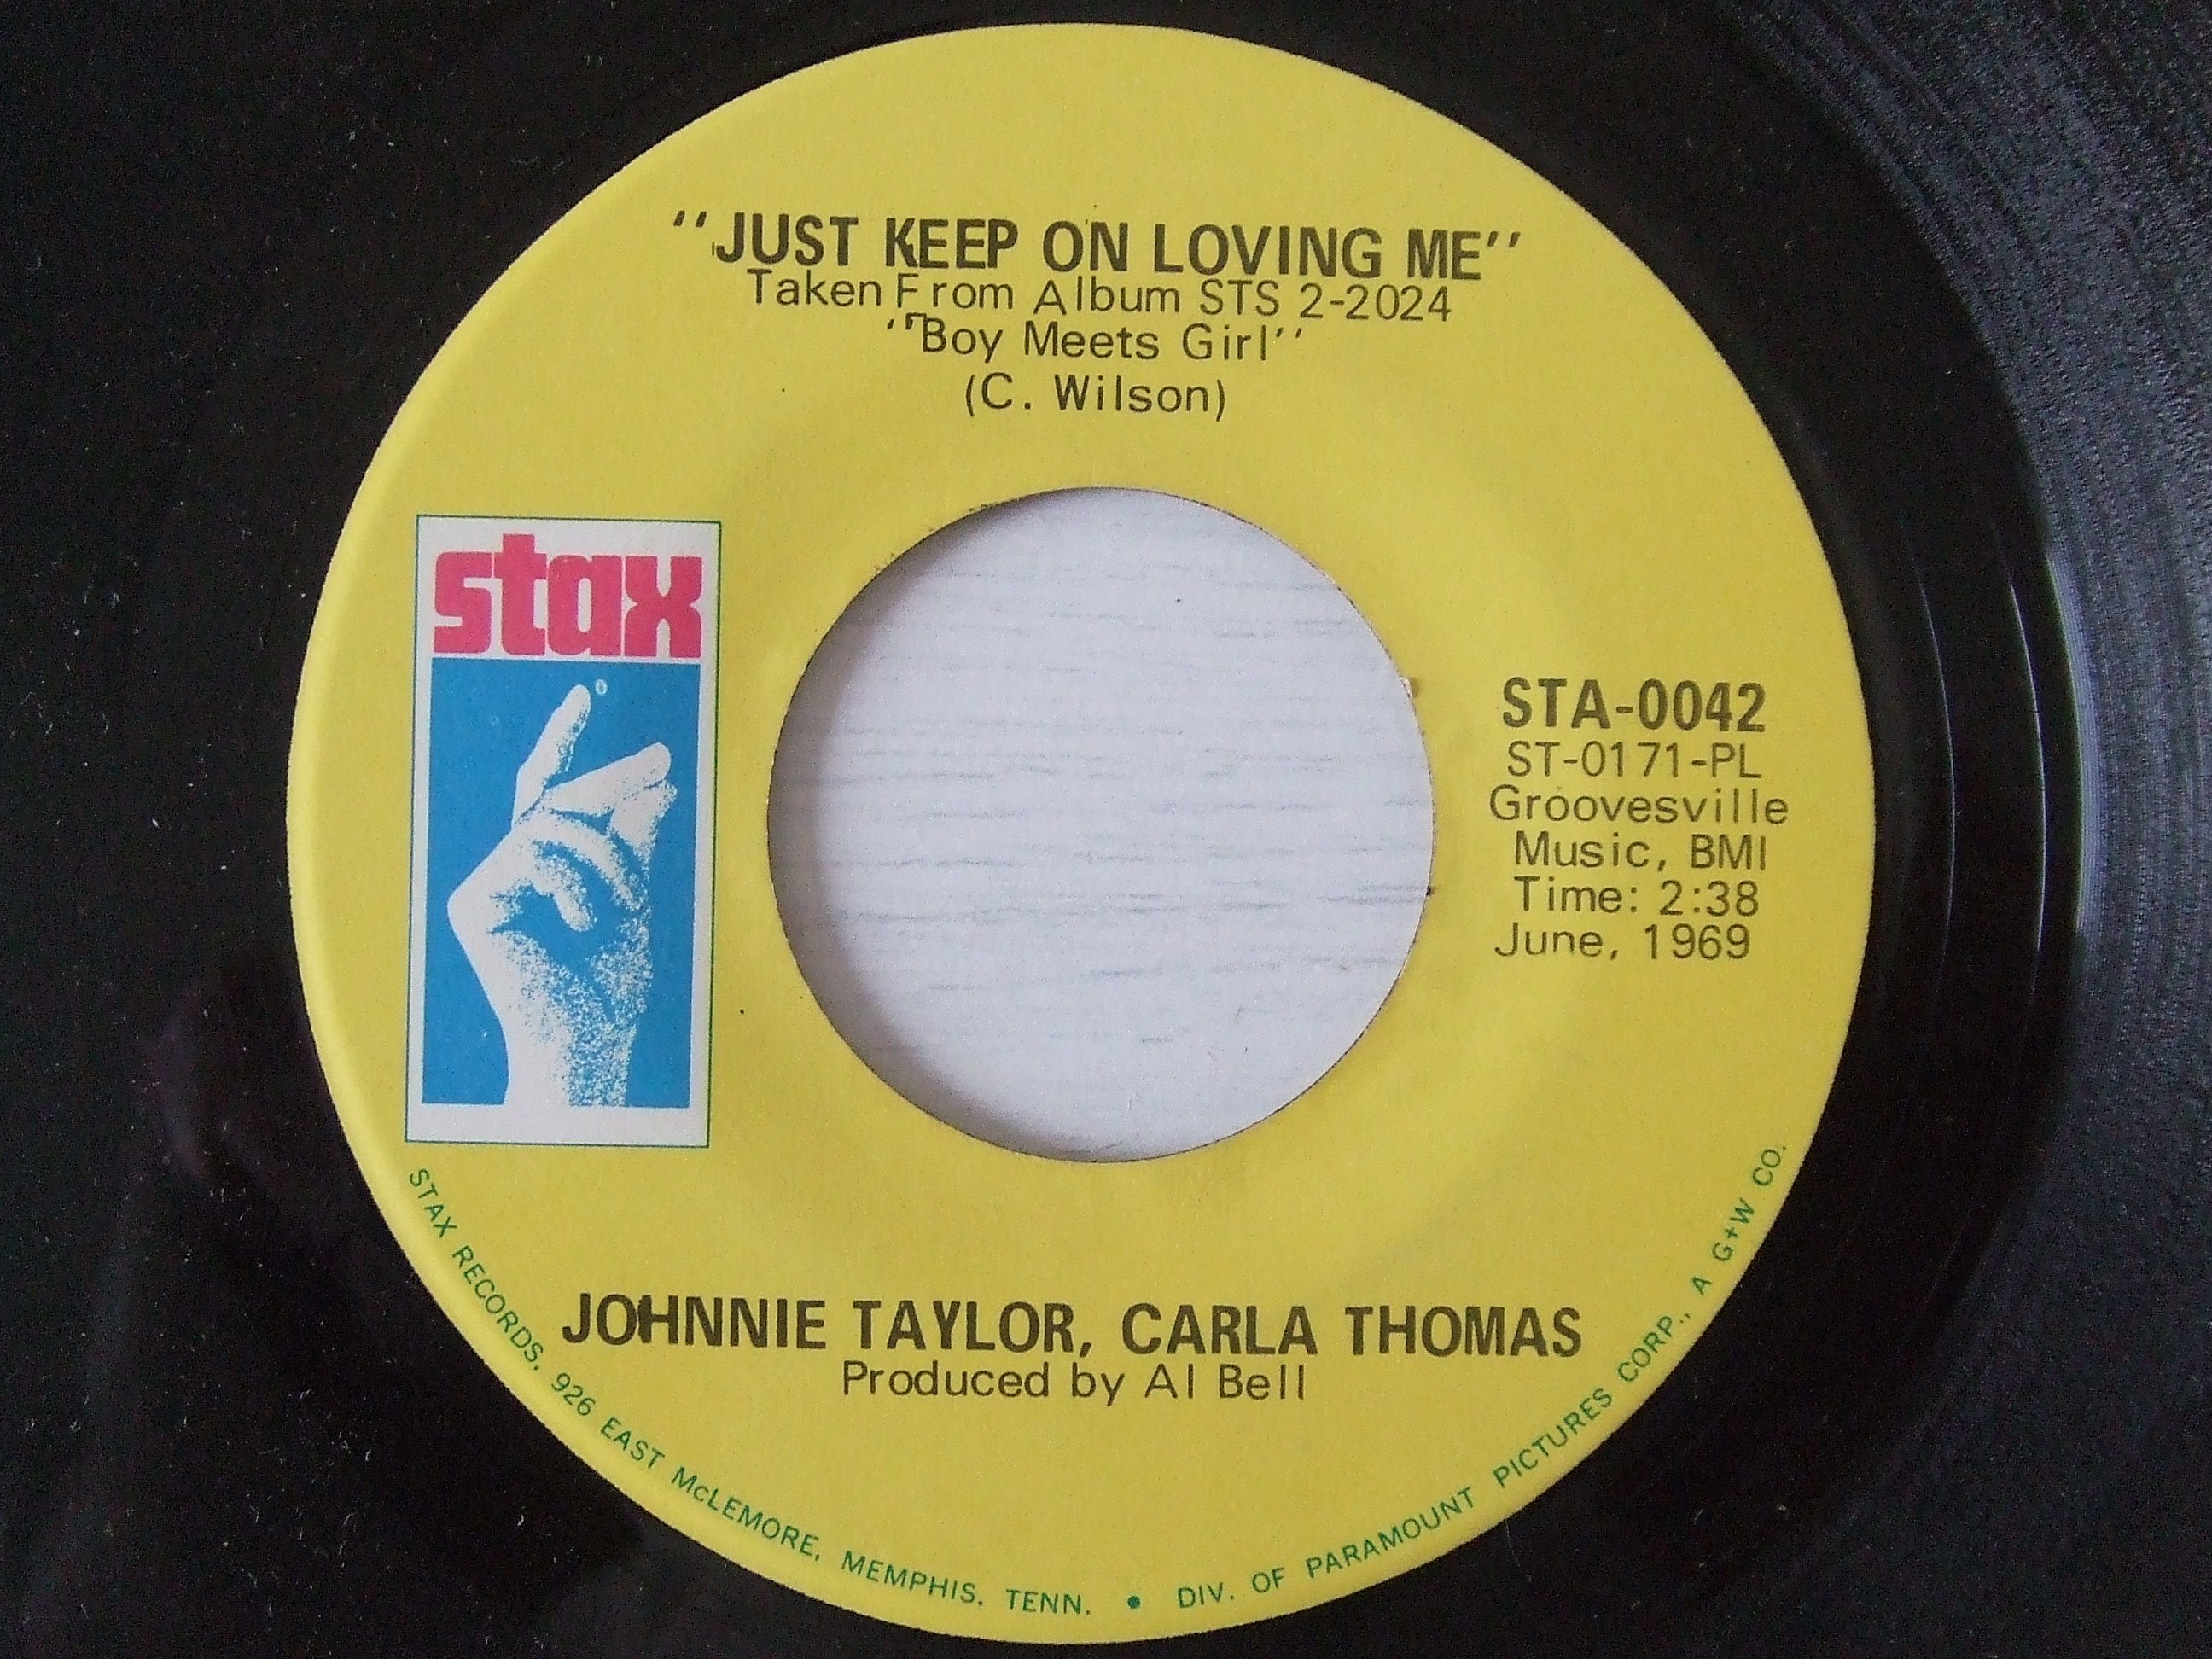 "JUST KEEP ON LOVING ME"
Taken From Album STS 2-2024
"Boy Meets Girl"
(C. Wilson)
stax
®
STA-0042
ST-0171-PL
Groovesville
Music, BMI
Time: 2:38
June, 1969
JOHNNIE TAYLOR, CARLA THOMAS
Produced by Al Bell
STAX RECORDS, 926 EAST McLEMORE, MEMPHIS, TENN. • DIV. OF PARAMOUNT PICTURES CORP., A G+W CO.